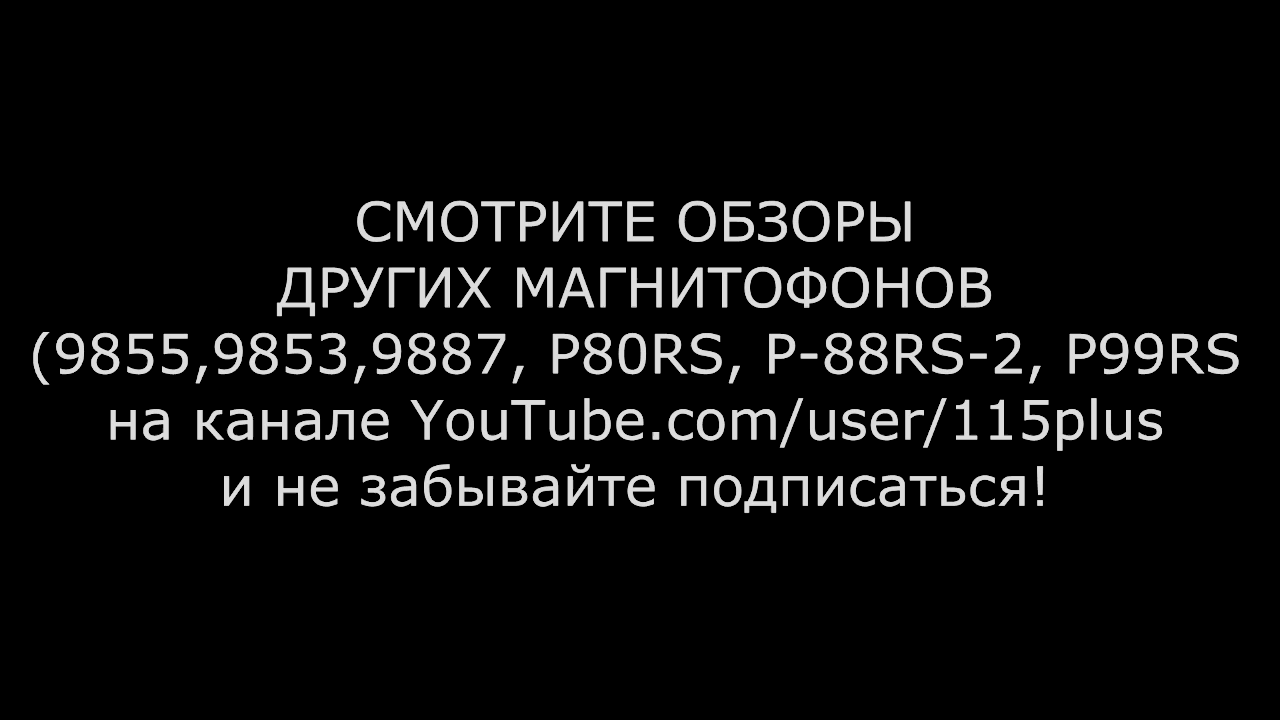 СМОТРИТЕ ОБЗОРЫ
ДРУГИХ МАГНИТОФОНОВ
(9855,9853,9887, P80RS, P-88RS-2, P99RS
на канале YouTube.com/user/115plus
и не забывайте подписаться!